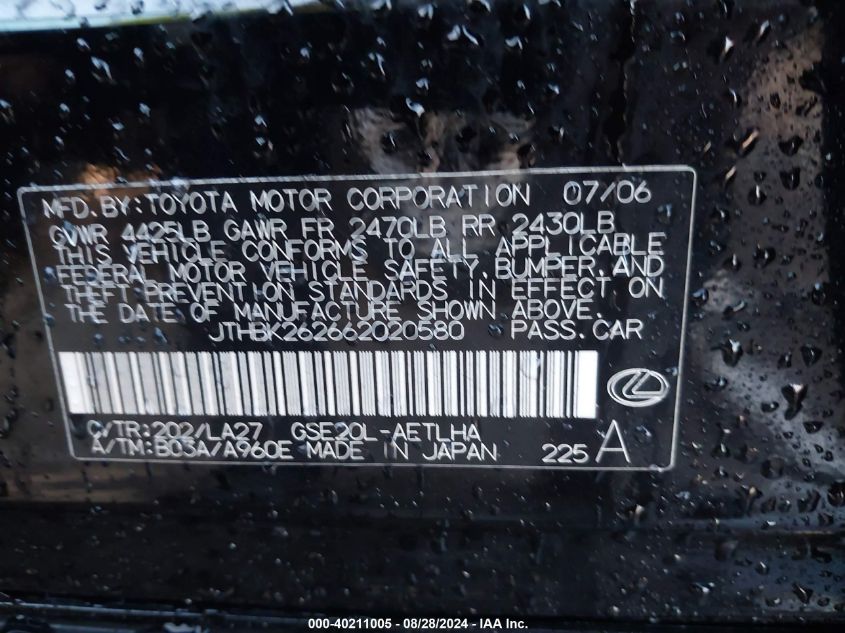 MFD.BY:TOYOTA MOTOR CORPORATION 07/06
GVWR 4425LB GAWR FR 2470LB RR 2430LB
THIS VEHICLE CONFORMS TO ALL APPLICABLE
FEDERAL MOTOR VEHICLE SAFETY,BUMPER,AND
THEFT PREVENTION STANDARDS IN EFFECT ON
THE DATE OF MANUFACTURE SHOWN ABOVE.
JTHBK262662020580 PASS.CAR
C/TR:202/LA27 GSE20L-AETLHA
A/TM:B03A/A960E MADE IN JAPAN 225 A
000-40211005 - 08/28/2024 - IAA Inc.